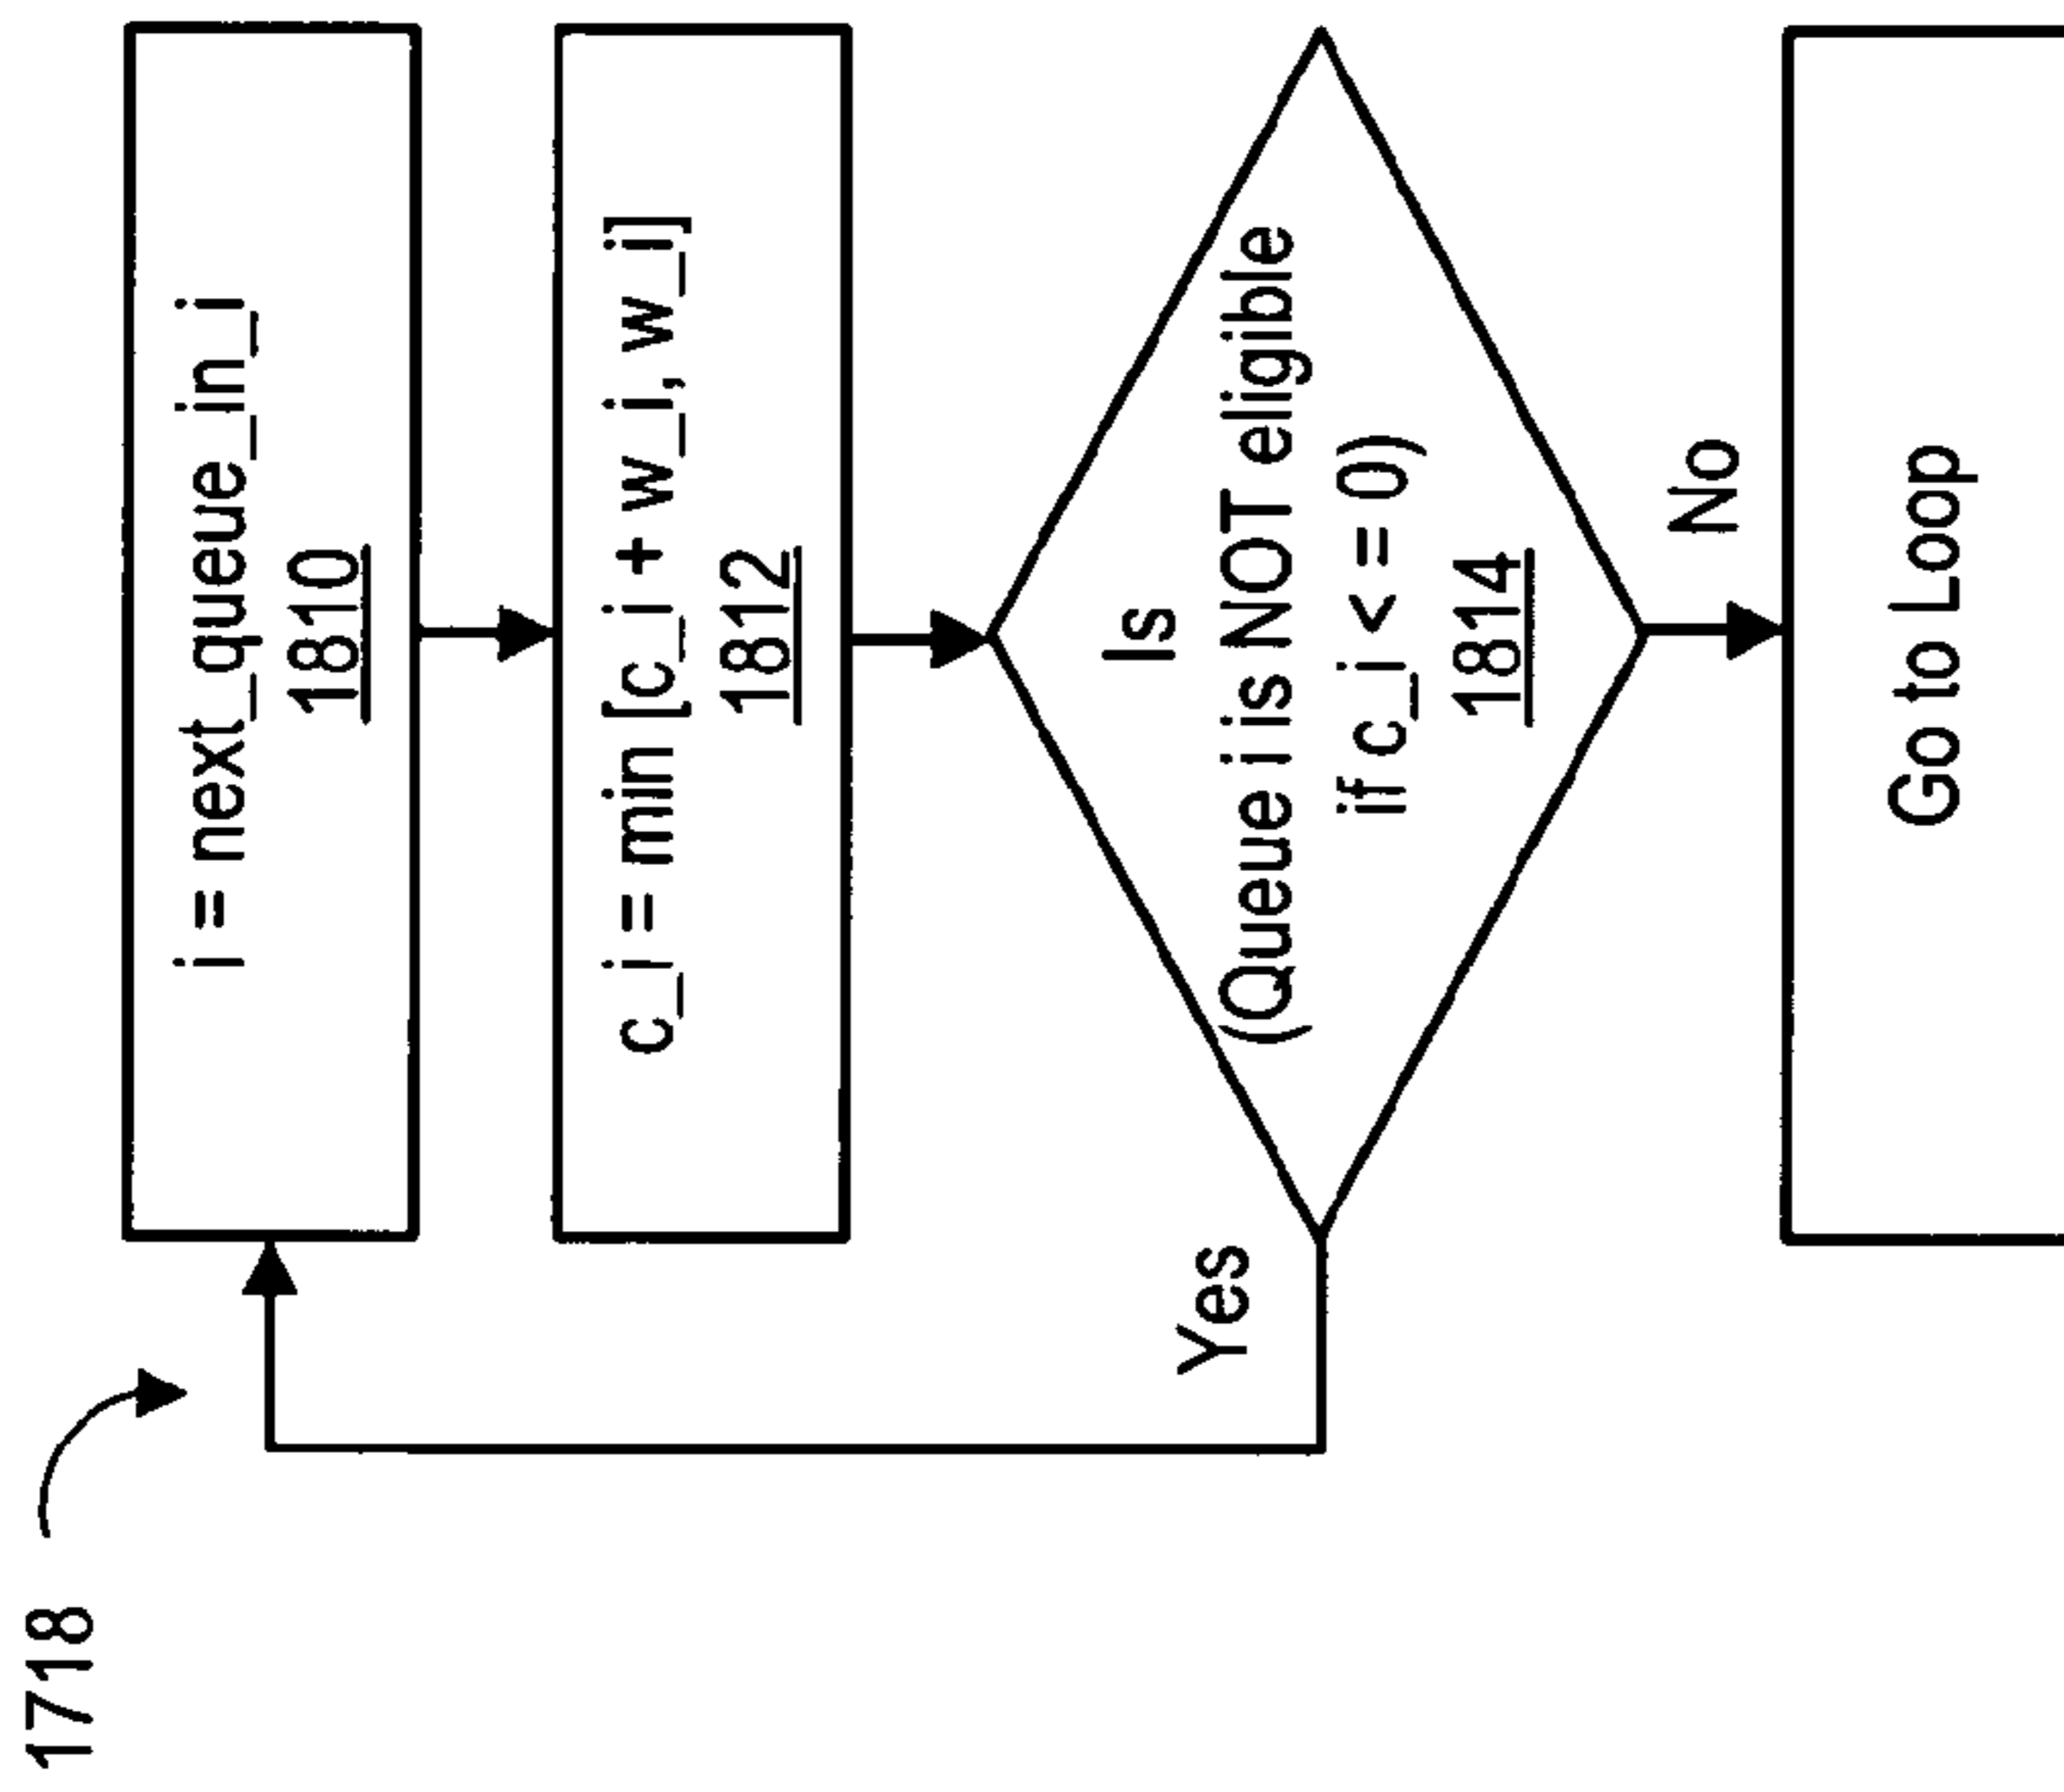 1718
i = next_queue_in_i
1810
c_i = min [c_i + w_i, w_i]
1812
Is
(Queue i is NOT eligible
if c_i < = 0)
1814
Yes
No
Go to Loop